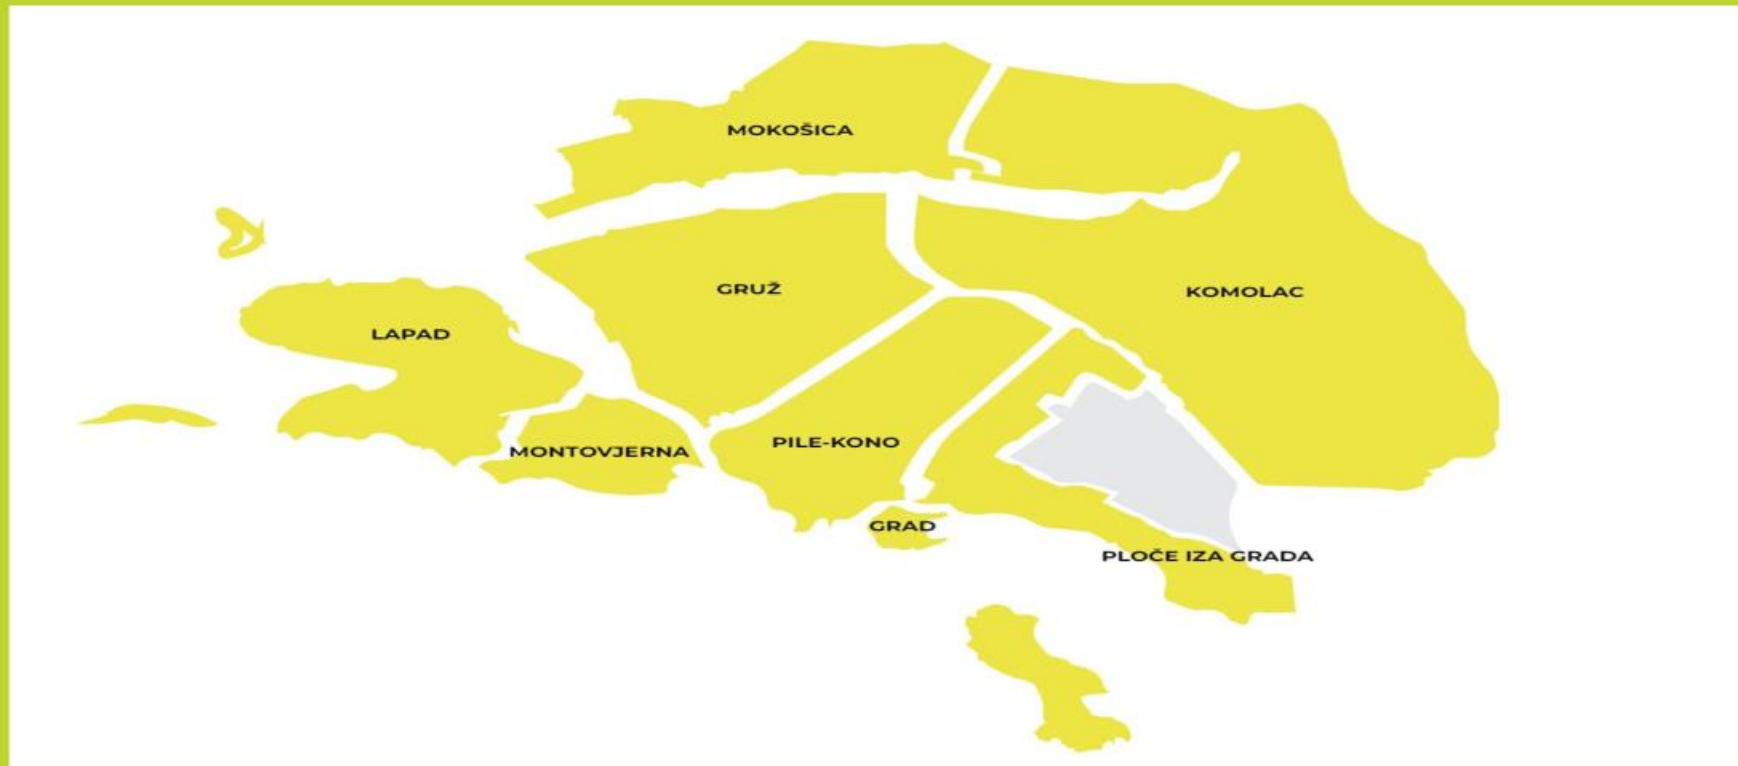 MOKOŠICA
GRUŽ
KOMOLAC
LAPAD
PILE-KONO
MONTOVJERNA
GRAD
PLOČE IZA GRADA